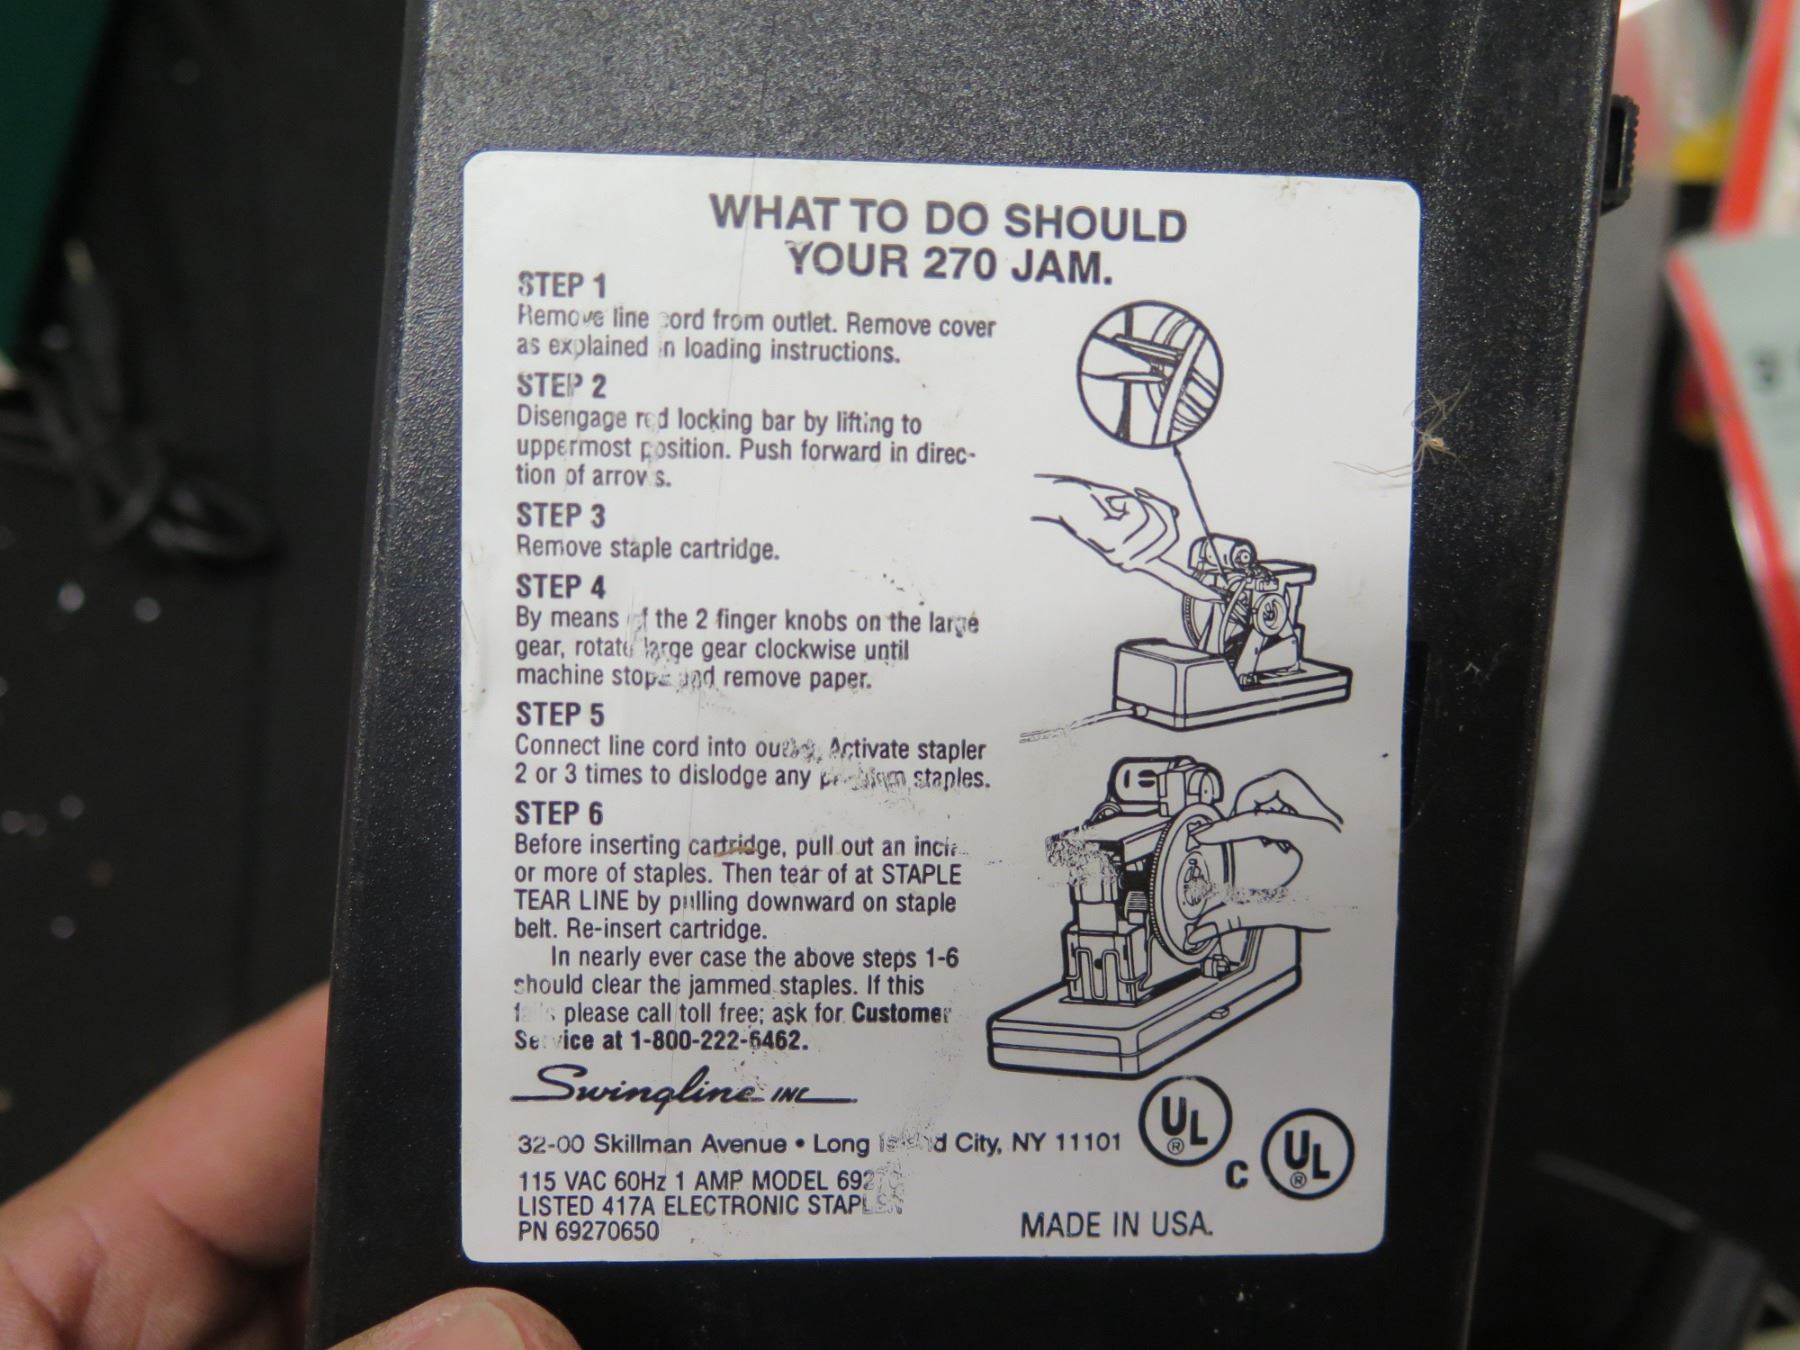 WHAT TO DO SHOULD
YOUR 270 JAM.
STEP 1
Remove line cord from outlet. Remove cover
as explained in loading instructions.
STEP 2
Disengage red locking bar by lifting to
uppermost position. Push forward in direc-
tion of arrows.
STEP 3
Remove staple cartridge.
STEP 4
By means of the 2 finger knobs on the large
gear, rotate large gear clockwise until
machine stops and remove paper.
STEP 5
Connect line cord into outlet. Activate stapler
2 or 3 times to dislodge any problem staples.
STEP 6
Before inserting cartridge, pull out an inch
or more of staples. Then tear of at STAPLE
TEAR LINE by pulling downward on staple
belt. Re-insert cartridge.
In nearly ever case the above steps 1-6
should clear the jammed staples. If this
fails please call toll free; ask for Customer
Service at 1-800-222-6462.
Swingline INC
32-00 Skillman Avenue • Long Island City, NY 11101
115 VAC 60Hz 1 AMP MODEL
LISTED 417A ELECTRONIC STAPLER
PN 69270650
UL ®
C UL ®
MADE IN USA.